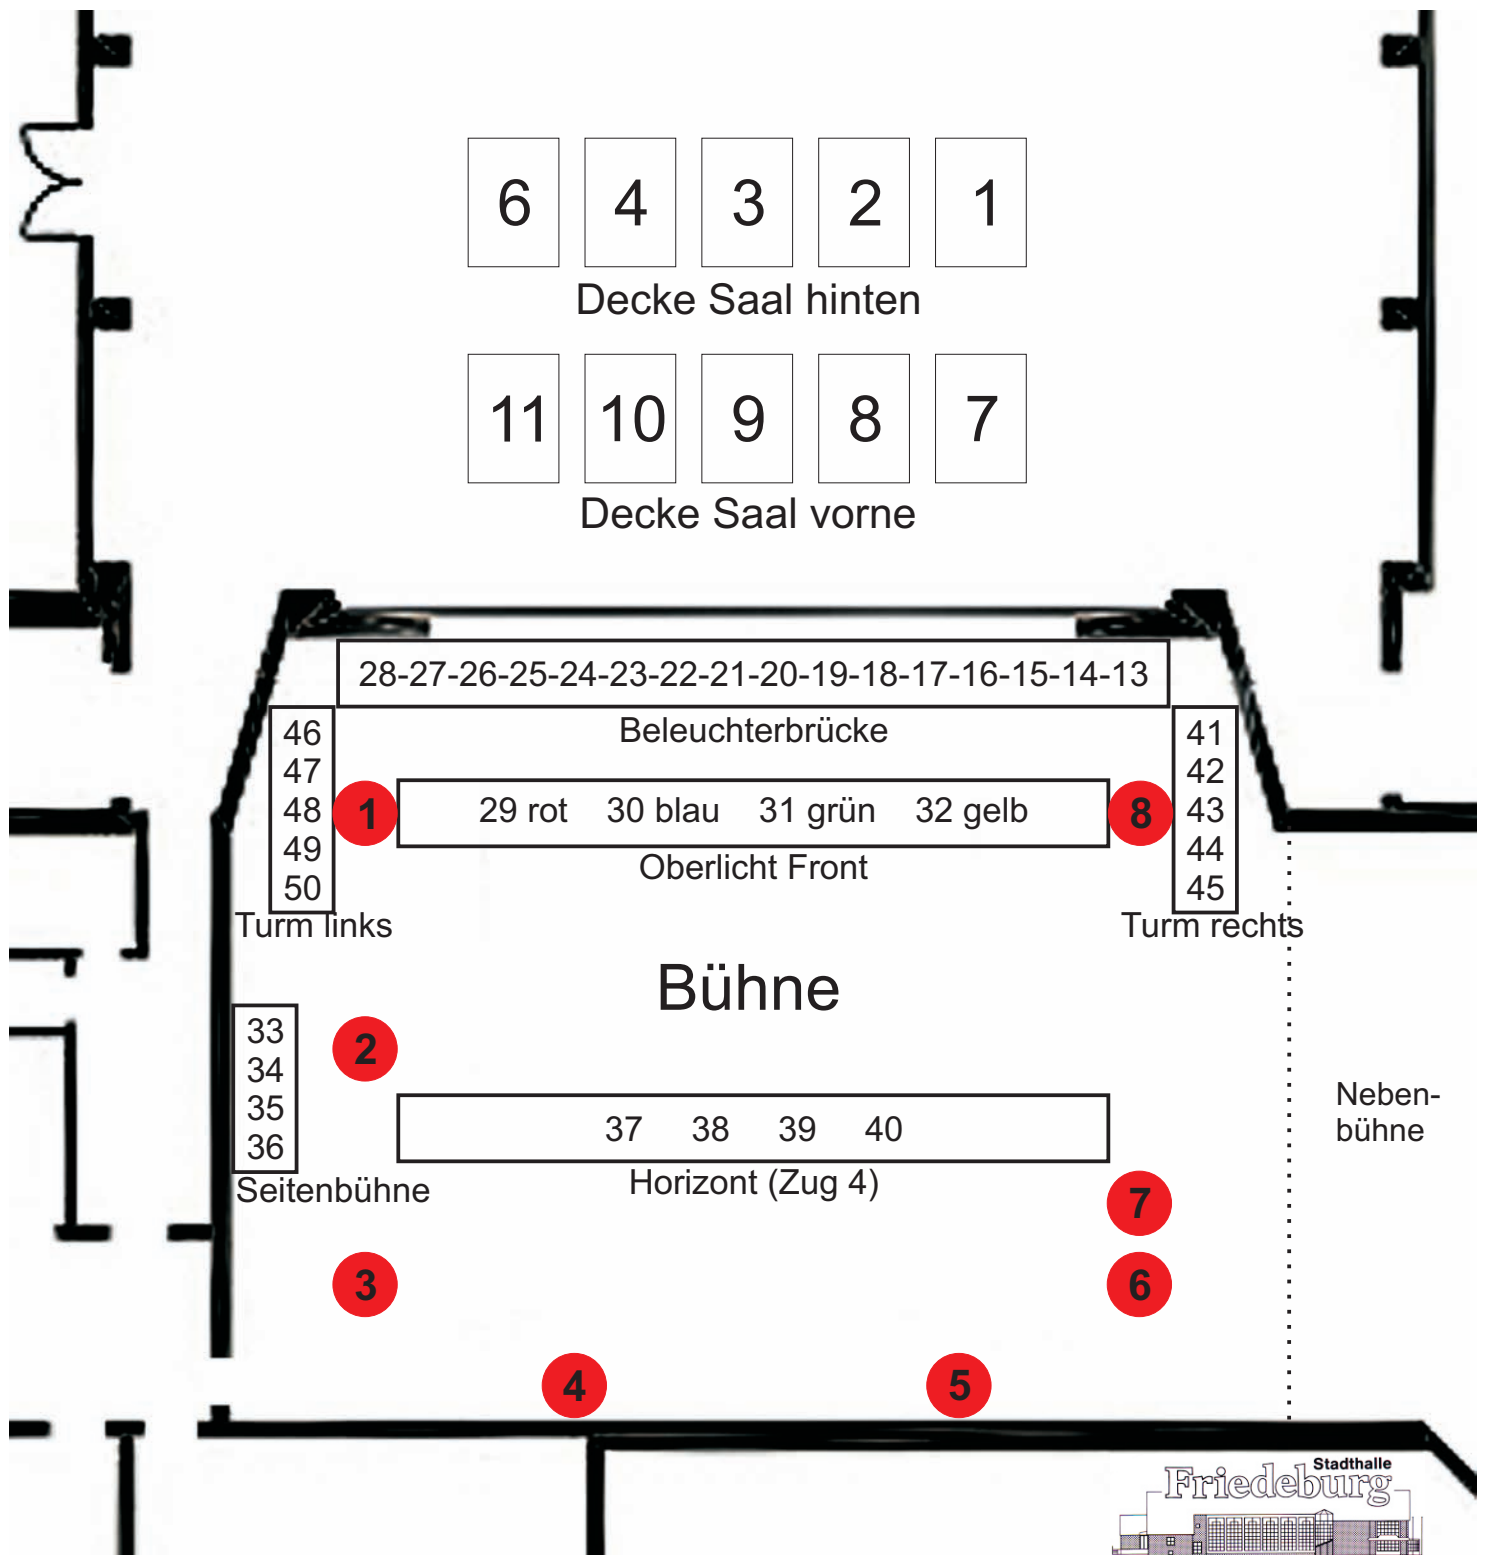 6 4 3 2 1
Decke Saal hinten
11 10 9 8 7
Decke Saal vorne
28-27-26-25-24-23-22-21-20-19-18-17-16-15-14-13
Beleuchterbrücke
46
47
48
49
50
Turm links
1
29 rot 30 blau 31 grün 32 gelb
Oberlicht Front
8
41
42
43
44
45
Turm rechts
Bühne
33
34
35
36
Seitenbühne
2
37 38 39 40
Horizont (Zug 4)
Neben-
bühne
7
3
6
4
5
Stadthalle
Friedeburg